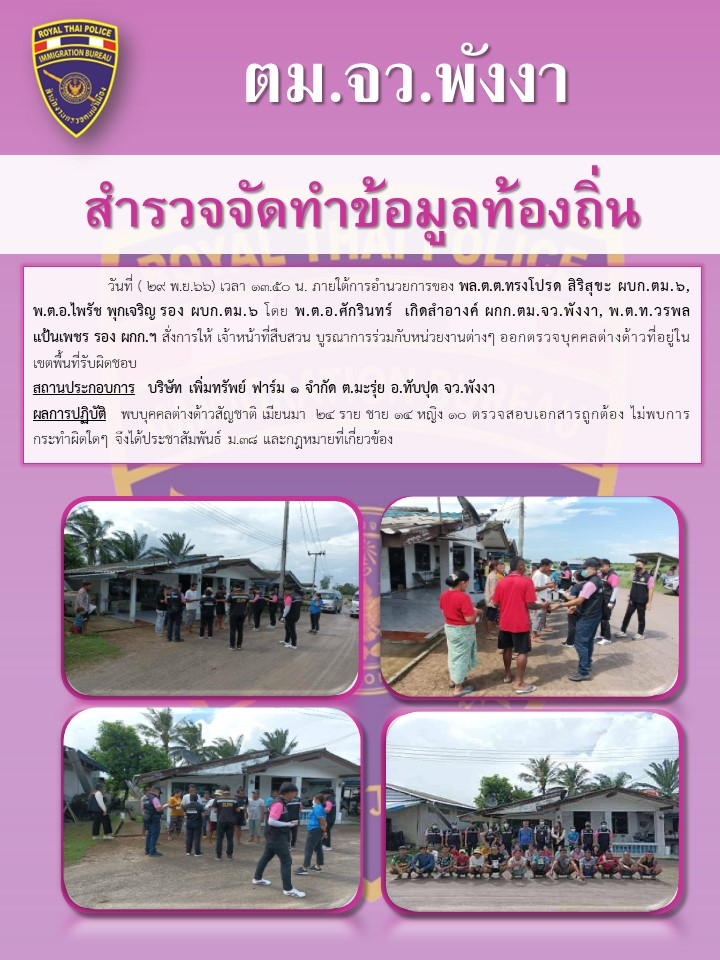 ROYAL THAI POLICE
IMMIGRATION BUREAU
สำนักงานตรวจคนเข้าเมือง
ตม.จว.พังงา
สำรวจจัดทำข้อมูลท้องถิ่น
วันที่ ( ๒๙ พ.ย.๖๖) เวลา ๑๓.๕๐ น. ภายใต้การอำนวยการของ พล.ต.ต.ทรงโปรด สิริสุขะ ผบก.ตม.๖,
พ.ต.อ.ไพรัช พุกเจริญ รอง ผบก.ตม.๖ โดย พ.ต.อ.ศักรินทร์ เกิดสำอางค์ ผกก.ตม.จว.พังงา, พ.ต.ท.วรพล
แป้นเพชร รอง ผกก.ฯ สั่งการให้ เจ้าหน้าที่สืบสวน บูรณาการร่วมกับหน่วยงานต่างๆ ออกตรวจบุคคลต่างด้าวที่อยู่ใน
เขตพื้นที่รับผิดชอบ
สถานประกอบการ บริษัท เพิ่มทรัพย์ ฟาร์ม ๑ จำกัด ต.มะรุ่ย อ.ทับปุด จว.พังงา
ผลการปฏิบัติ พบบุคคลต่างด้าวสัญชาติ เมียนมา ๒๔ ราย ชาย ๑๔ หญิง ๑๐ ตรวจสอบเอกสารถูกต้อง ไม่พบการ
กระทำผิดใดๆ จึงได้ประชาสัมพันธ์ ม.๓๘ และกฎหมายที่เกี่ยวข้อง